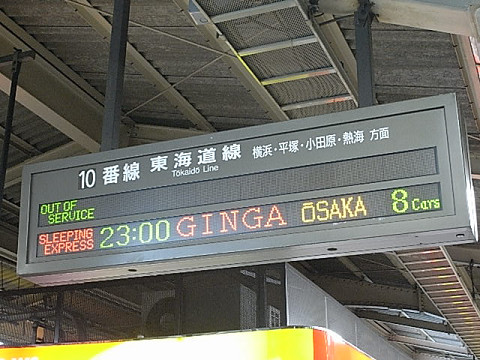 10 番線 東海道線 横浜・平塚・小田原・熱海 方面
Tōkaidō Line
OUT OF
SERVICE
SLEEPING
EXPRESS 23:00 GINGA ŌSAKA 8 Cars